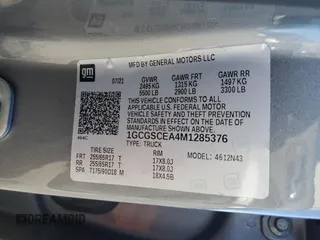 gm
MFD BY GENERAL MOTORS LLC
07/21 GVWR GAWR FRT GAWR RR
2495 KG 1315 KG 1497 KG
5500 LB 2900 LB 3300 LB
THIS VEHICLE CONFORMS TO ALL APPLICABLE
U.S. FEDERAL MOTOR VEHICLE SAFETY
AND THEFT PREVENTION STANDARDS IN
EFFECT ON THE DATE OF MANUFACTURE
SHOWN ABOVE.
1GCGSCEA4M1285376
TYPE: TRUCK
TIRE SIZE RIM MODEL: 4612N43
FRT 255/65R17 T 17X8.0J
RR 255/65R17 T 17X8.0J
SPA T175/90D18 M 18X4.5B
© DREAMBID